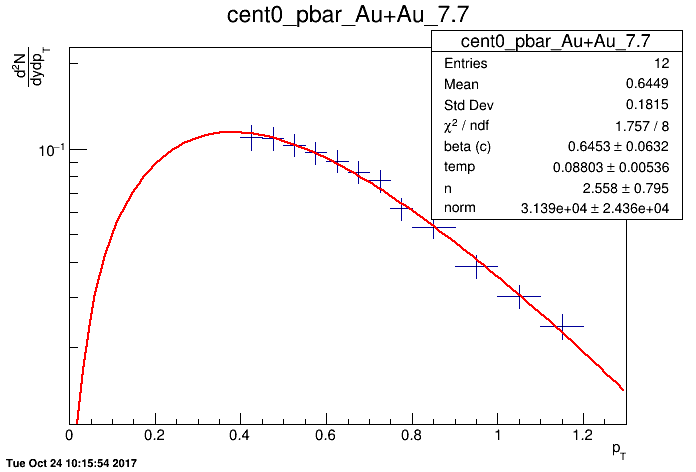 cent0_pbar_Au+Au_7.7
cent0_pbar_Au+Au_7.7
Entries 12
Mean 0.6449
Std Dev 0.1815
χ² / ndf 1.757 / 8
beta (c) 0.6453 ± 0.0632
temp 0.08803 ± 0.00536
n 2.558 ± 0.795
norm 3.139e+04 ± 2.436e+04
d²N
dydp_T
10⁻¹
0 0.2 0.4 0.6 0.8 1 1.2
p_T
Tue Oct 24 10:15:54 2017